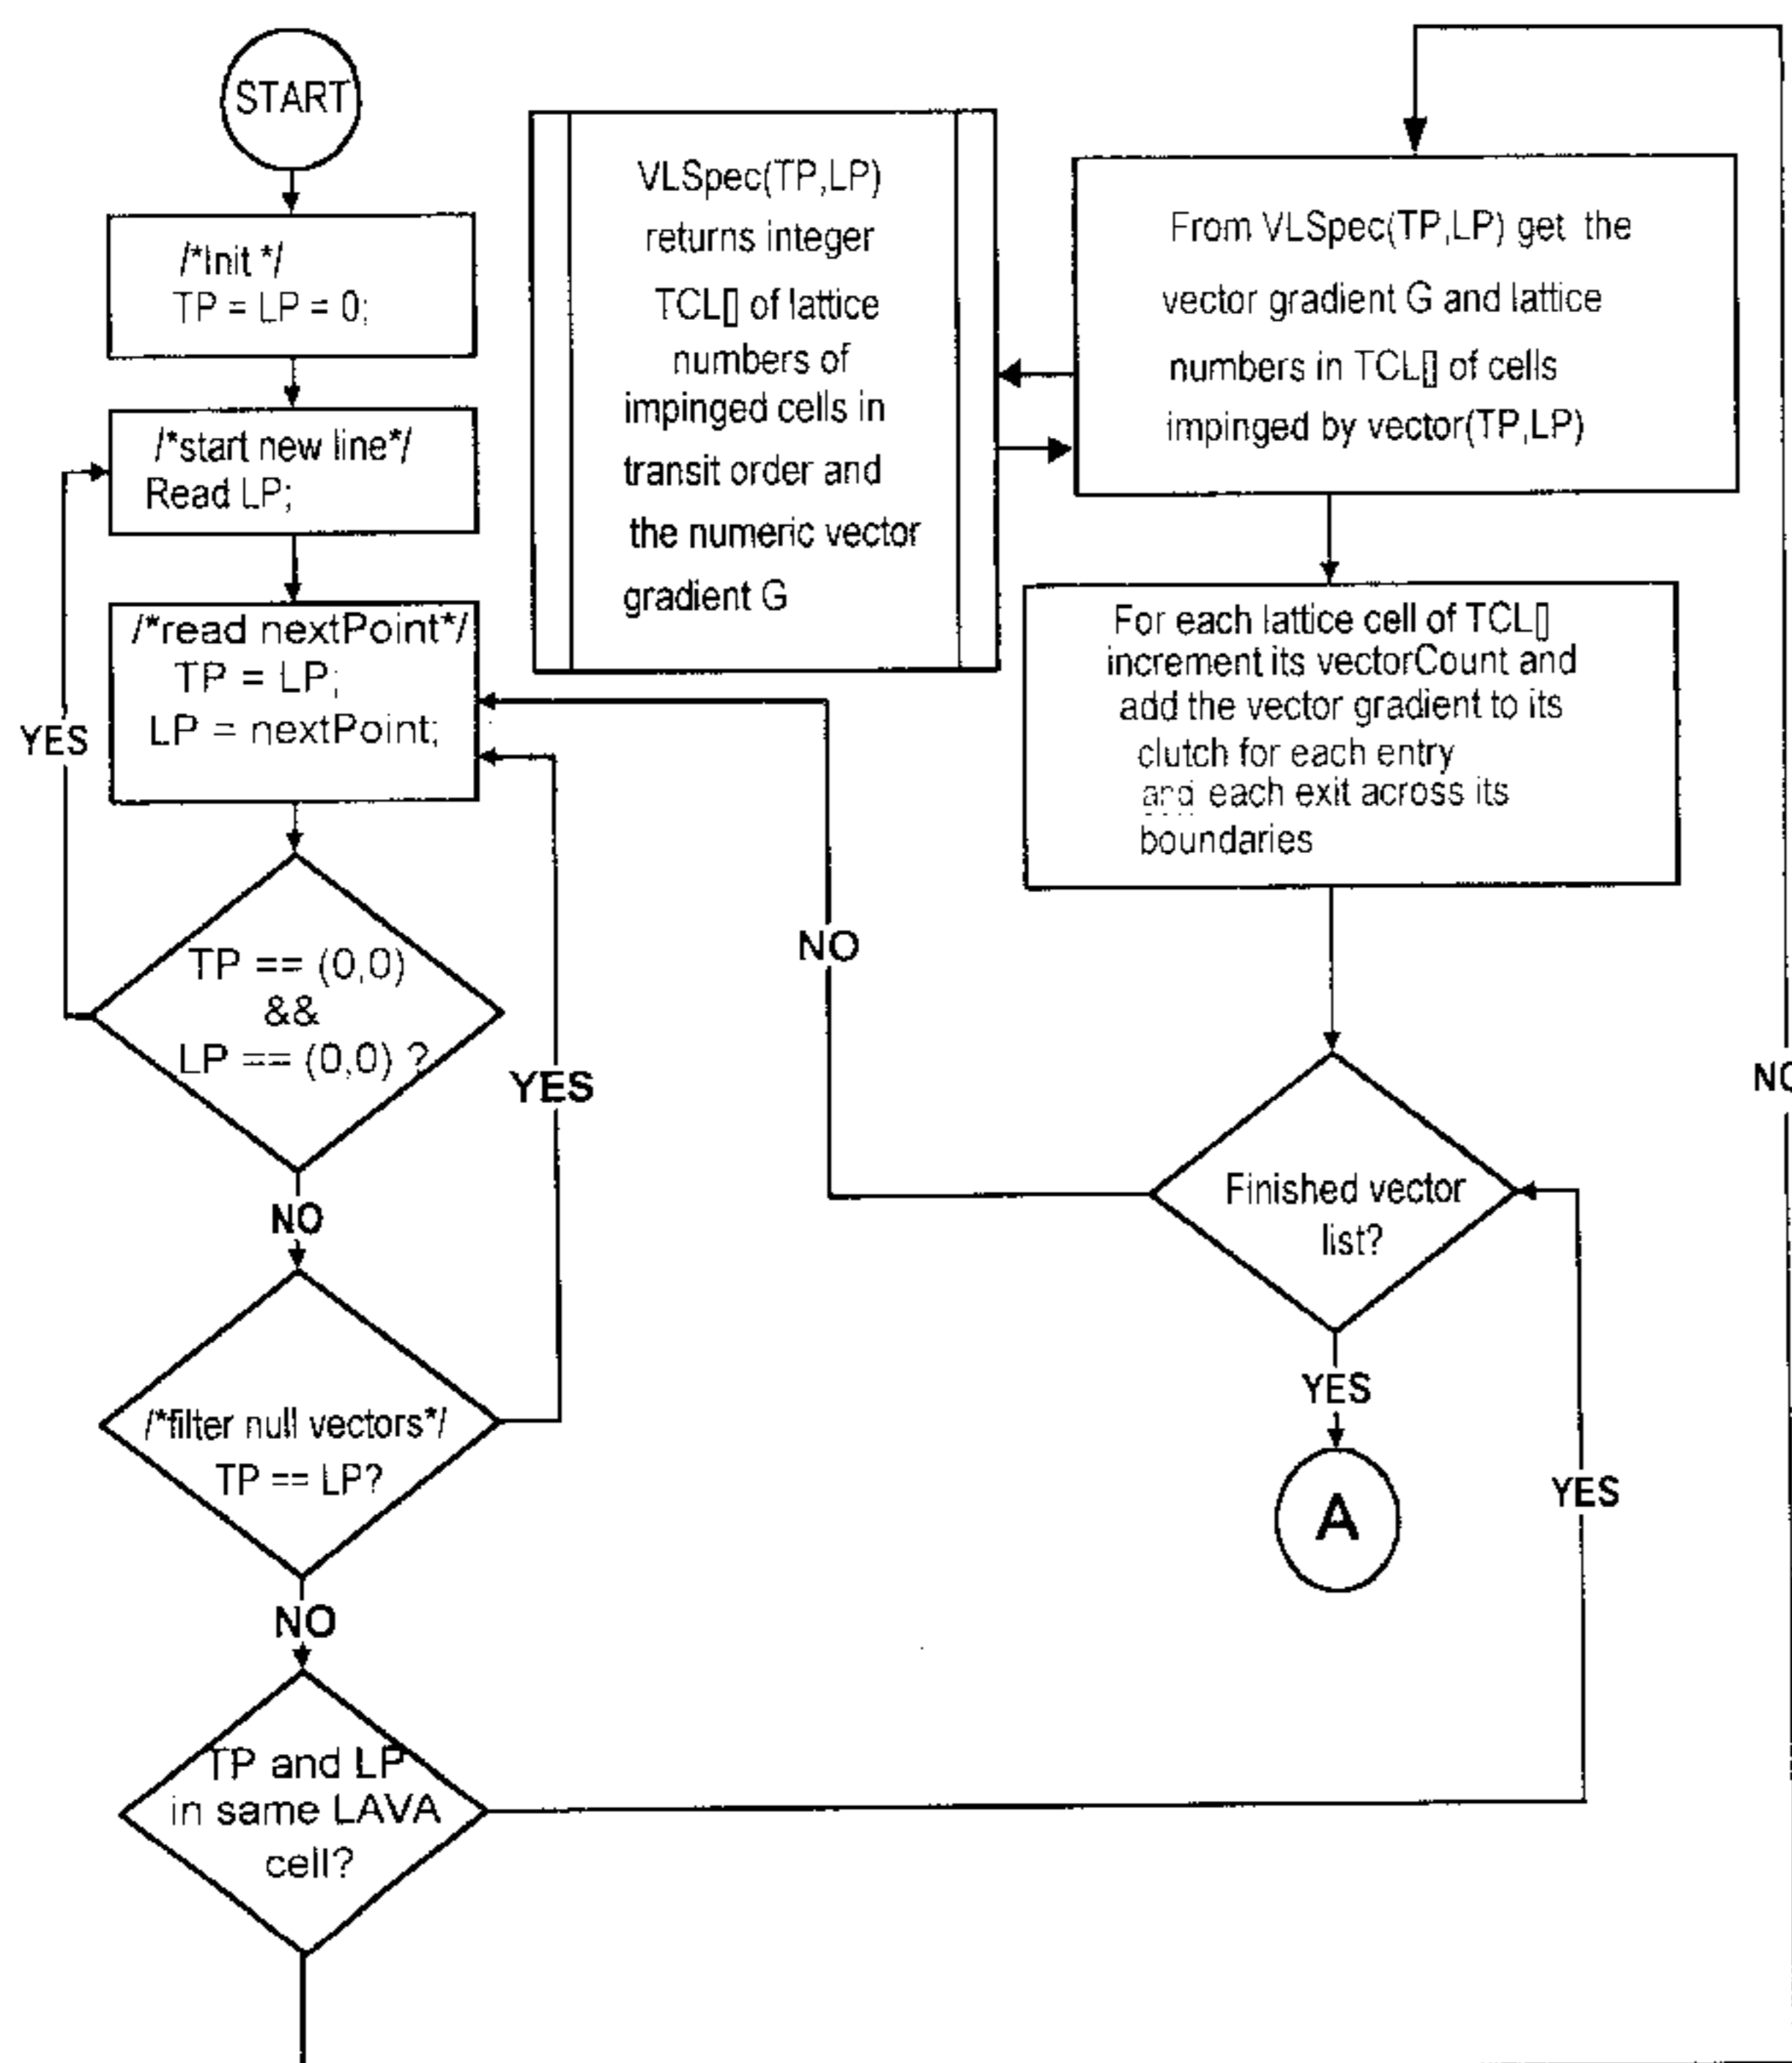 START
/*Init */
TP = LP = 0;
/*start new line*/
Read LP;
/*read nextPoint*/
TP = LP;
LP = nextPoint;
YES
TP == (0,0)
&&
LP == (0,0) ?
YES
NO
/*filter null vectors*/
TP == LP?
NO
TP and LP
in same LAVA
cell?
VLSpec(TP,LP)
returns integer
TCL[] of lattice
numbers of
impinged cells in
transit order and
the numeric vector
gradient G
From VLSpec(TP,LP) get the
vector gradient G and lattice
numbers in TCL[] of cells
impinged by vector(TP,LP)
For each lattice cell of TCL[]
increment its vectorCount and
add the vector gradient to its
clutch for each entry
and each exit across its
boundaries
NO
Finished vector
list?
YES
A
YES
NO